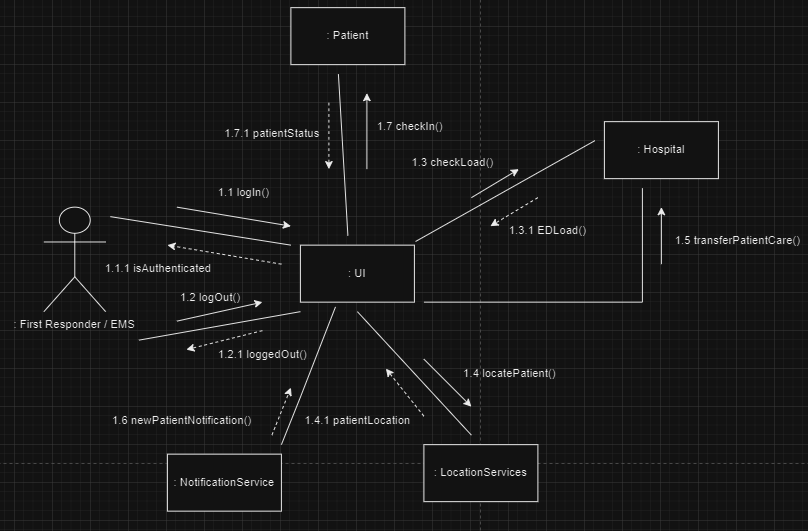 : Patient
1.7.1 patientStatus
1.7 checkIn()
1.3 checkLoad()
: Hospital
1.1 logIn()
1.3.1 EDLoad()
1.5 transferPatientCare()
1.1.1 isAuthenticated
: UI
1.2 logOut()
: First Responder / EMS
1.2.1 loggedOut()
1.4 locatePatient()
1.6 newPatientNotification()
1.4.1 patientLocation
: NotificationService
: LocationServices